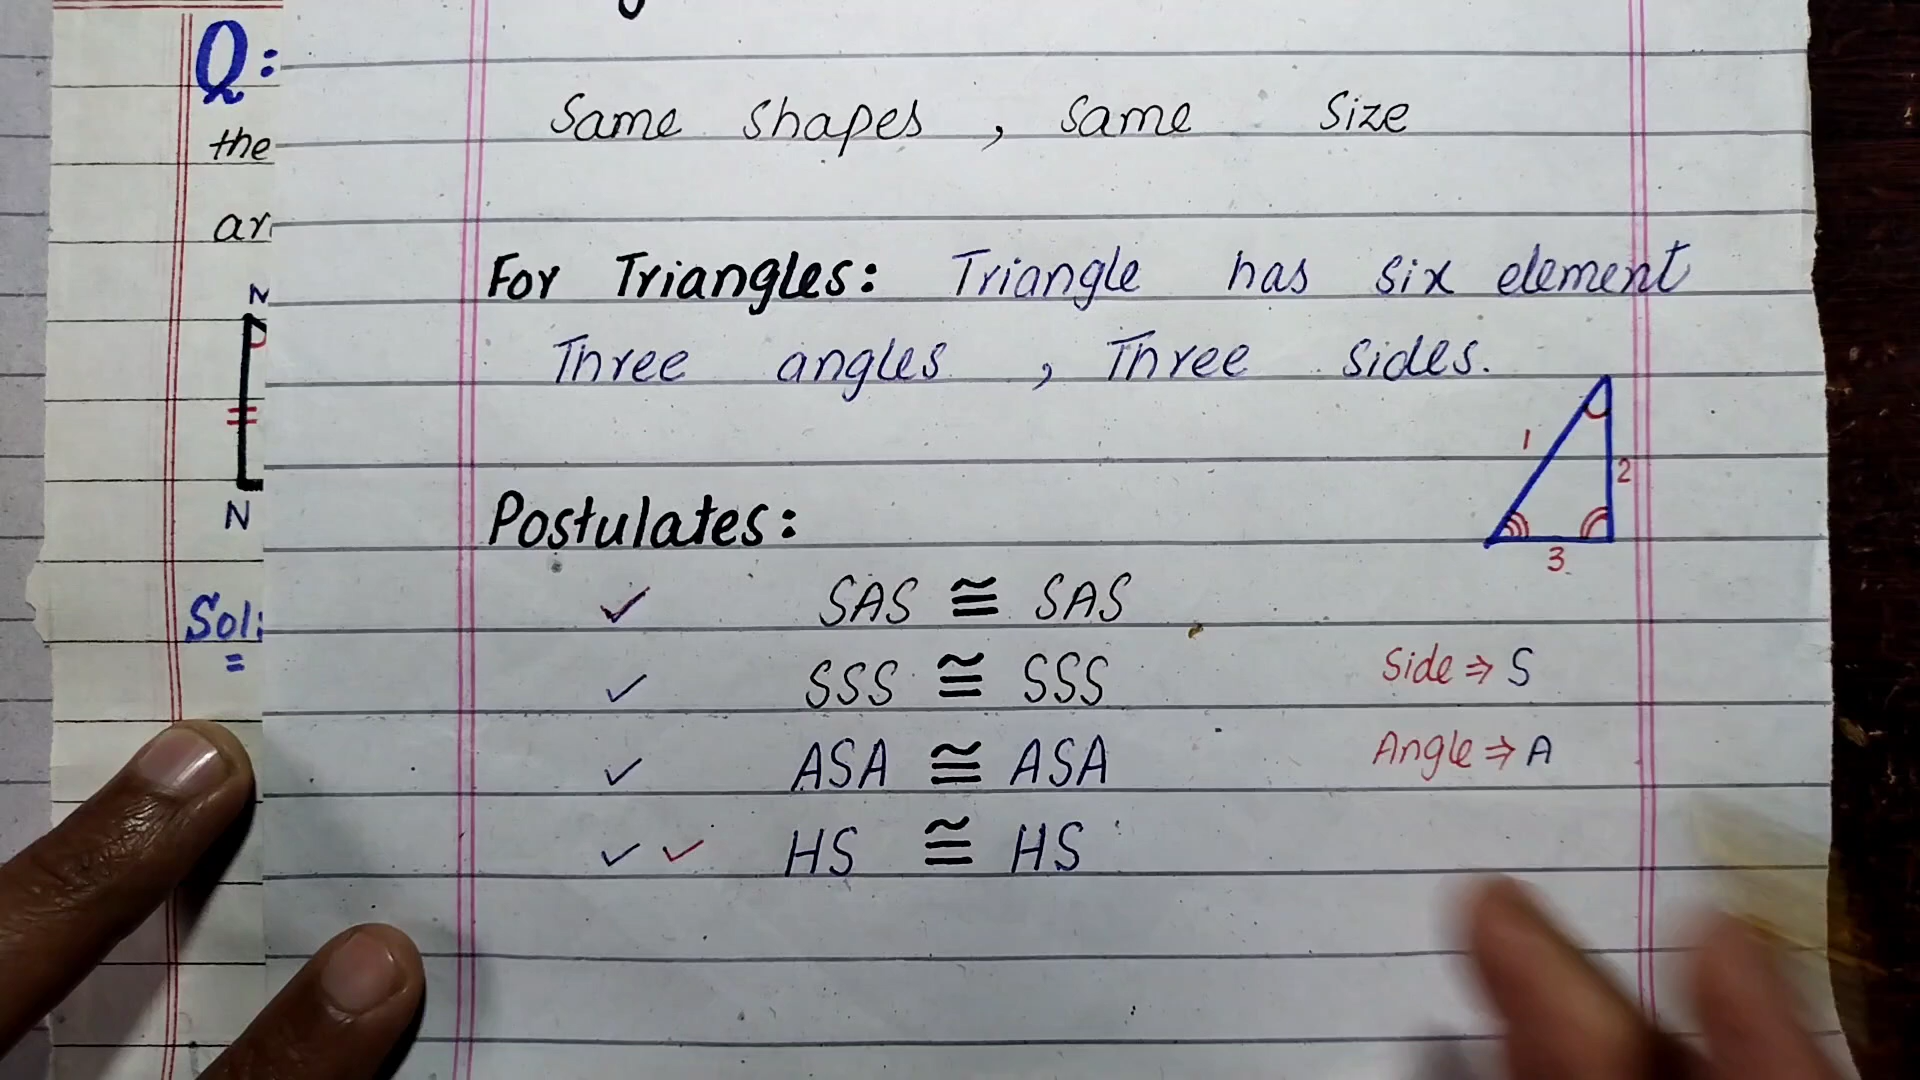 Q:
the
Same shapes , Same Size
For Triangles: Triangle has six element
Three angles , Three sides.
N
N
Sol:
=
1
2
3
Postulates:
✓ SAS ≅ SAS
✓ SSS ≅ SSS
✓ ASA ≅ ASA
✓ ✓ HS ≅ HS
Side ⇒ S
Angle ⇒ A